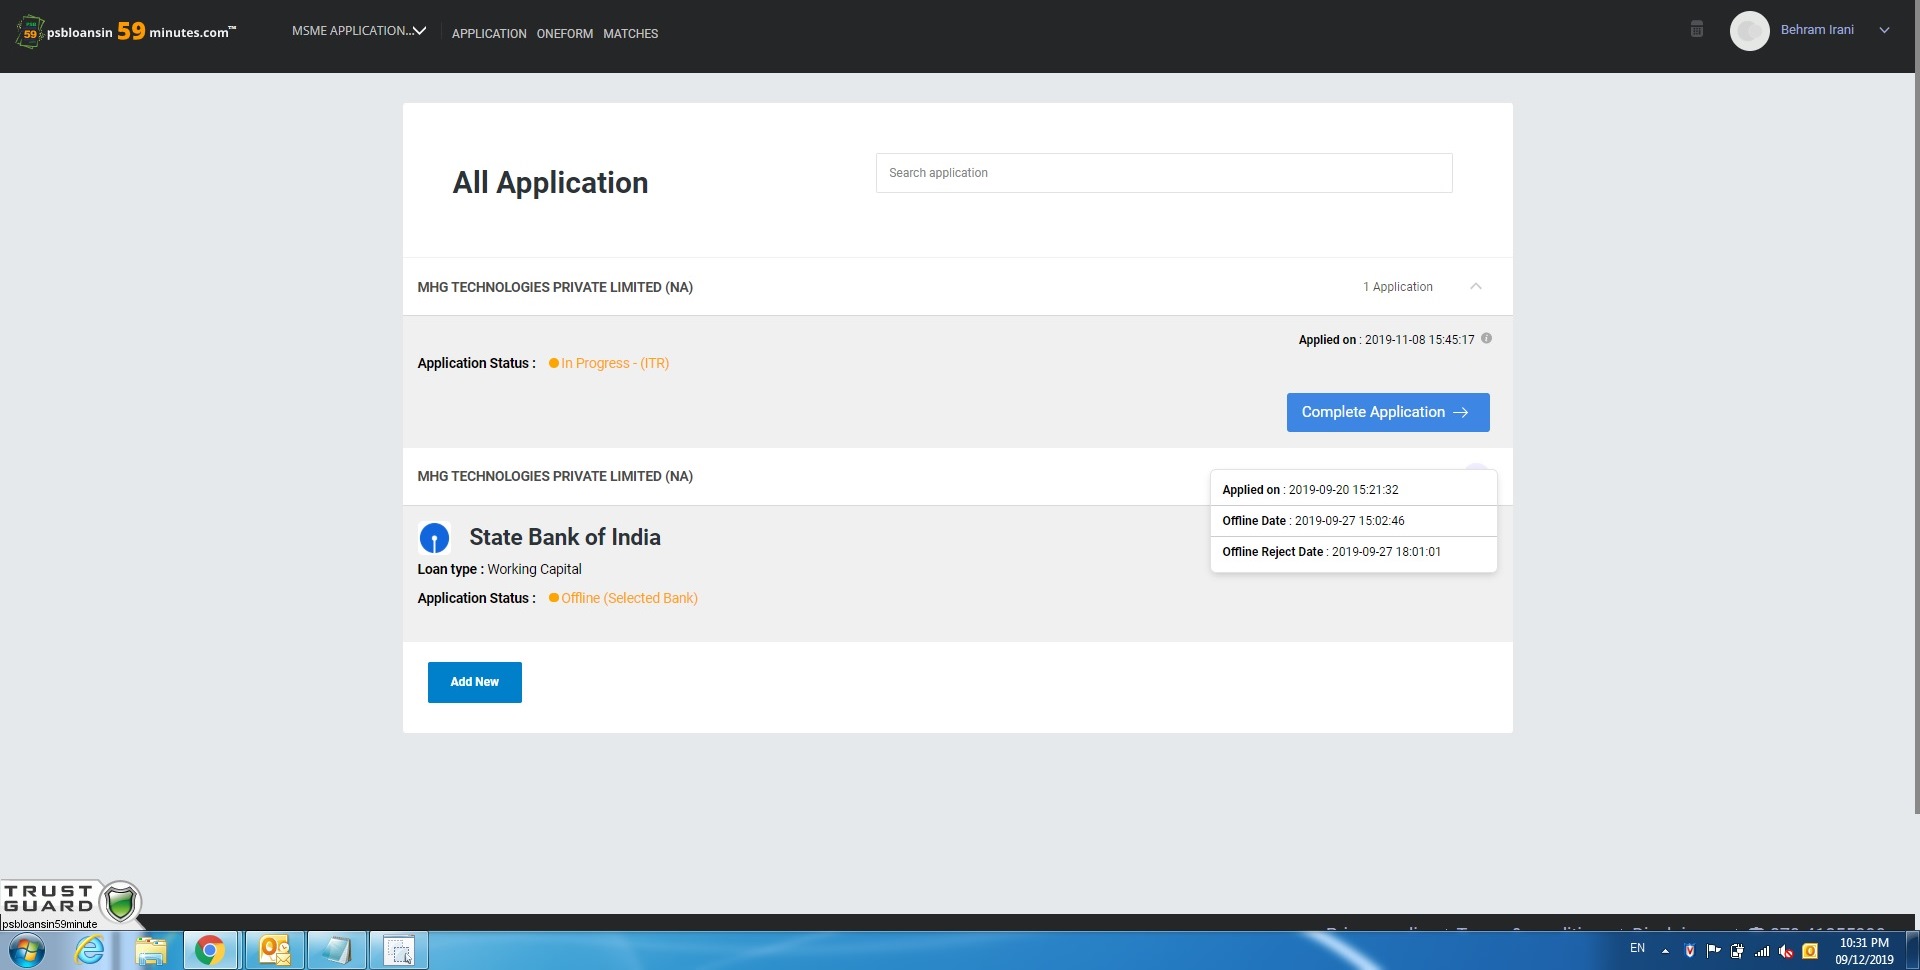 psbloansin 59 minutes.com™
MSME APPLICATION...
APPLICATION ONEFORM MATCHES
Behram Irani
All Application
Search application
MHG TECHNOLOGIES PRIVATE LIMITED (NA)
1 Application
Applied on : 2019-11-08 15:45:17
Application Status : In Progress - (ITR)
Complete Application →
MHG TECHNOLOGIES PRIVATE LIMITED (NA)
Applied on : 2019-09-20 15:21:32
Offline Date : 2019-09-27 15:02:46
Offline Reject Date : 2019-09-27 18:01:01
State Bank of India
Loan type : Working Capital
Application Status : Offline (Selected Bank)
Add New
TRUST
GUARD
psbloansin59minute
EN
10:31 PM
09/12/2019